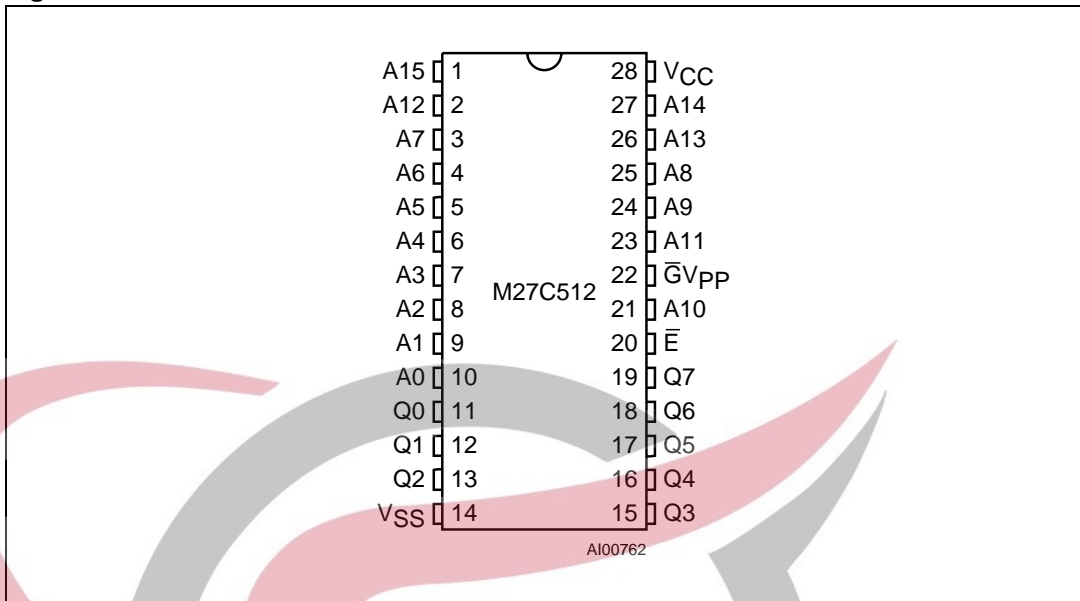 A15 1 28 VCC
A12 2 27 A14
A7 3 26 A13
A6 4 25 A8
A5 5 24 A9
A4 6 23 A11
A3 7 22 G̅VPP
M27C512
A2 8 21 A10
A1 9 20 E̅
A0 10 19 Q7
Q0 11 18 Q6
Q1 12 17 Q5
Q2 13 16 Q4
VSS 14 15 Q3
AI00762